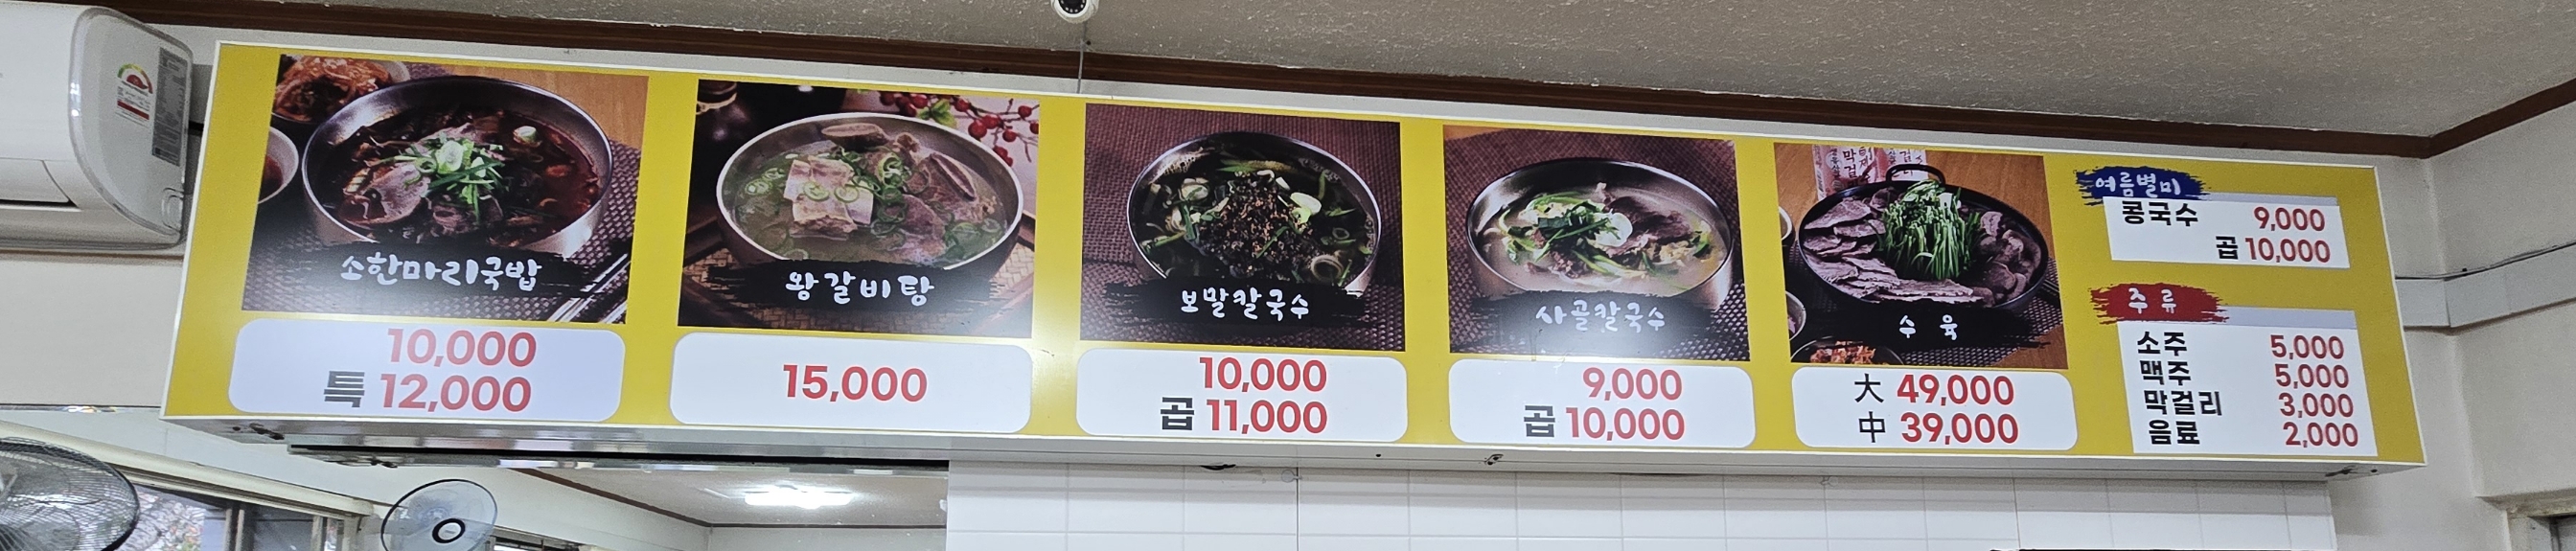 소한마리국밥
10,000
특 12,000
왕갈비탕
15,000
보말칼국수
10,000
곱 11,000
사골칼국수
9,000
곱 10,000
수육
大 49,000
中 39,000
여름별미
콩국수 9,000
곱 10,000
주류
소주 5,000
맥주 5,000
막걸리 3,000
음료 2,000